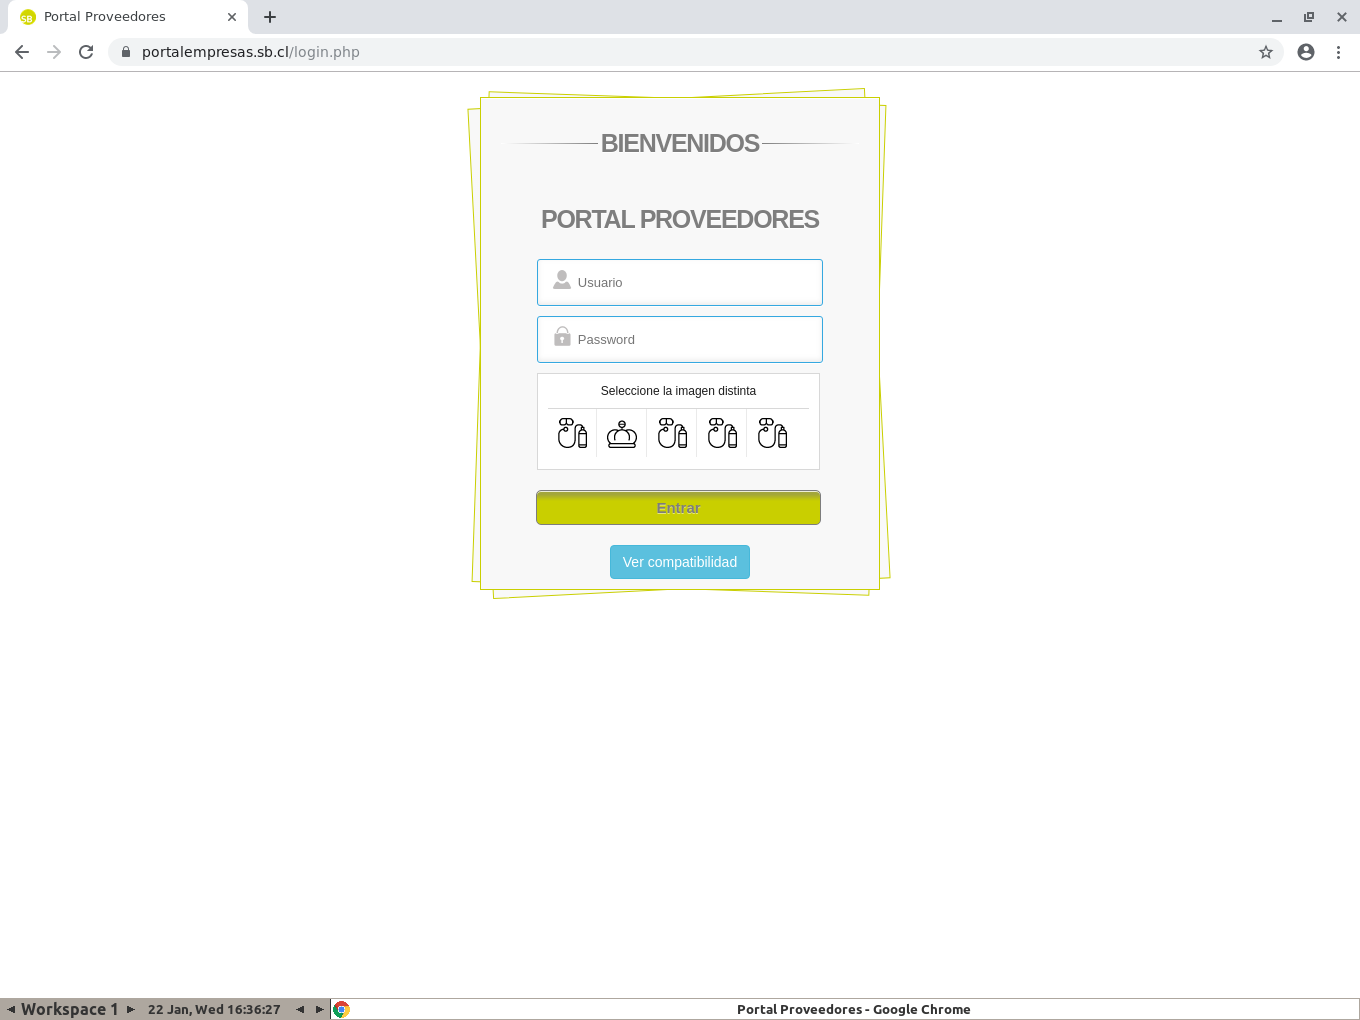 SB Portal Proveedores
portalempresas.sb.cl/login.php
BIENVENIDOS
PORTAL PROVEEDORES
Usuario
Password
Seleccione la imagen distinta
Entrar
Ver compatibilidad
Workspace 1 22 Jan, Wed 16:36:27 Portal Proveedores - Google Chrome